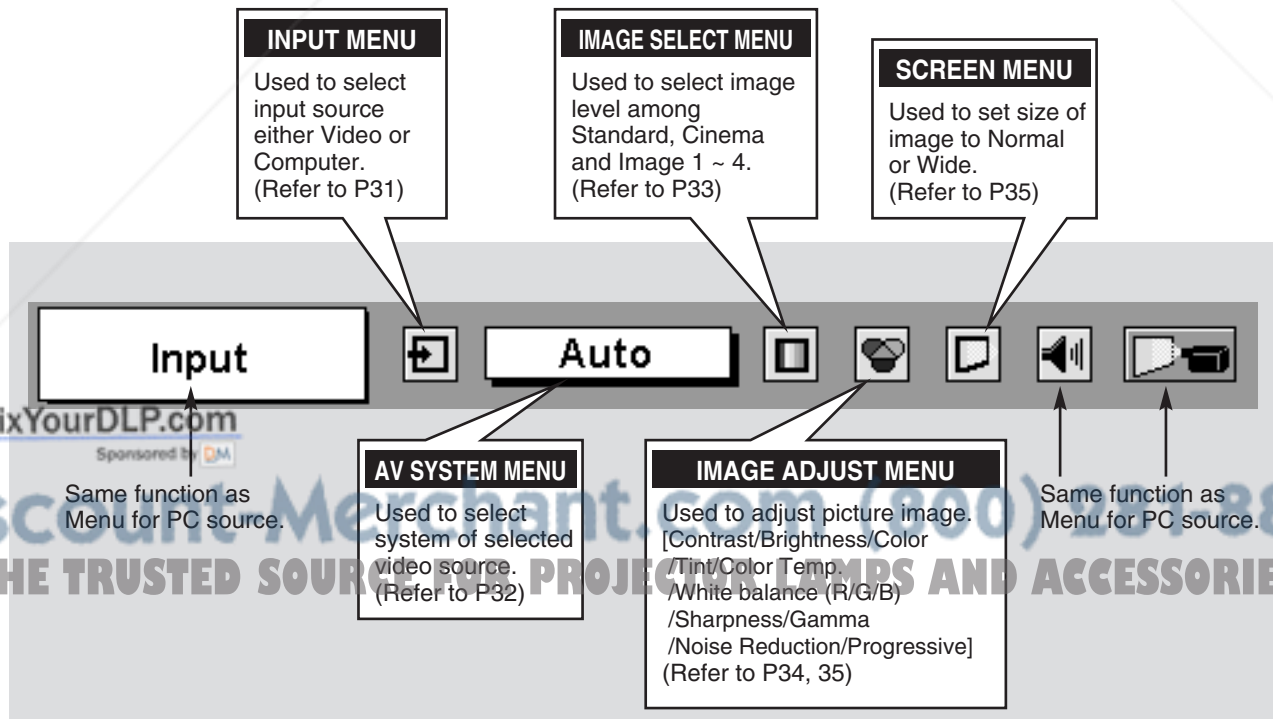 INPUT MENU
Used to select
input source
either Video or
Computer.
(Refer to P31)
IMAGE SELECT MENU
Used to select image
level among
Standard, Cinema
and Image 1 ~ 4.
(Refer to P33)
SCREEN MENU
Used to set size of
image to Normal
or Wide.
(Refer to P35)
Input
Auto
ixYourDLP.com
Sponsored by DM
Same function as
Menu for PC source.
AV SYSTEM MENU
Used to select
system of selected
video source.
(Refer to P32)
IMAGE ADJUST MENU
Used to adjust picture image.
[Contrast/Brightness/Color
/Tint/Color Temp.
/White balance (R/G/B)
/Sharpness/Gamma
/Noise Reduction/Progressive]
(Refer to P34, 35)
Same function as
Menu for PC source.
scount-Merchant.com (800) 281-88
HE TRUSTED SOURCE FOR PROJECTOR LAMPS AND ACCESSORIE